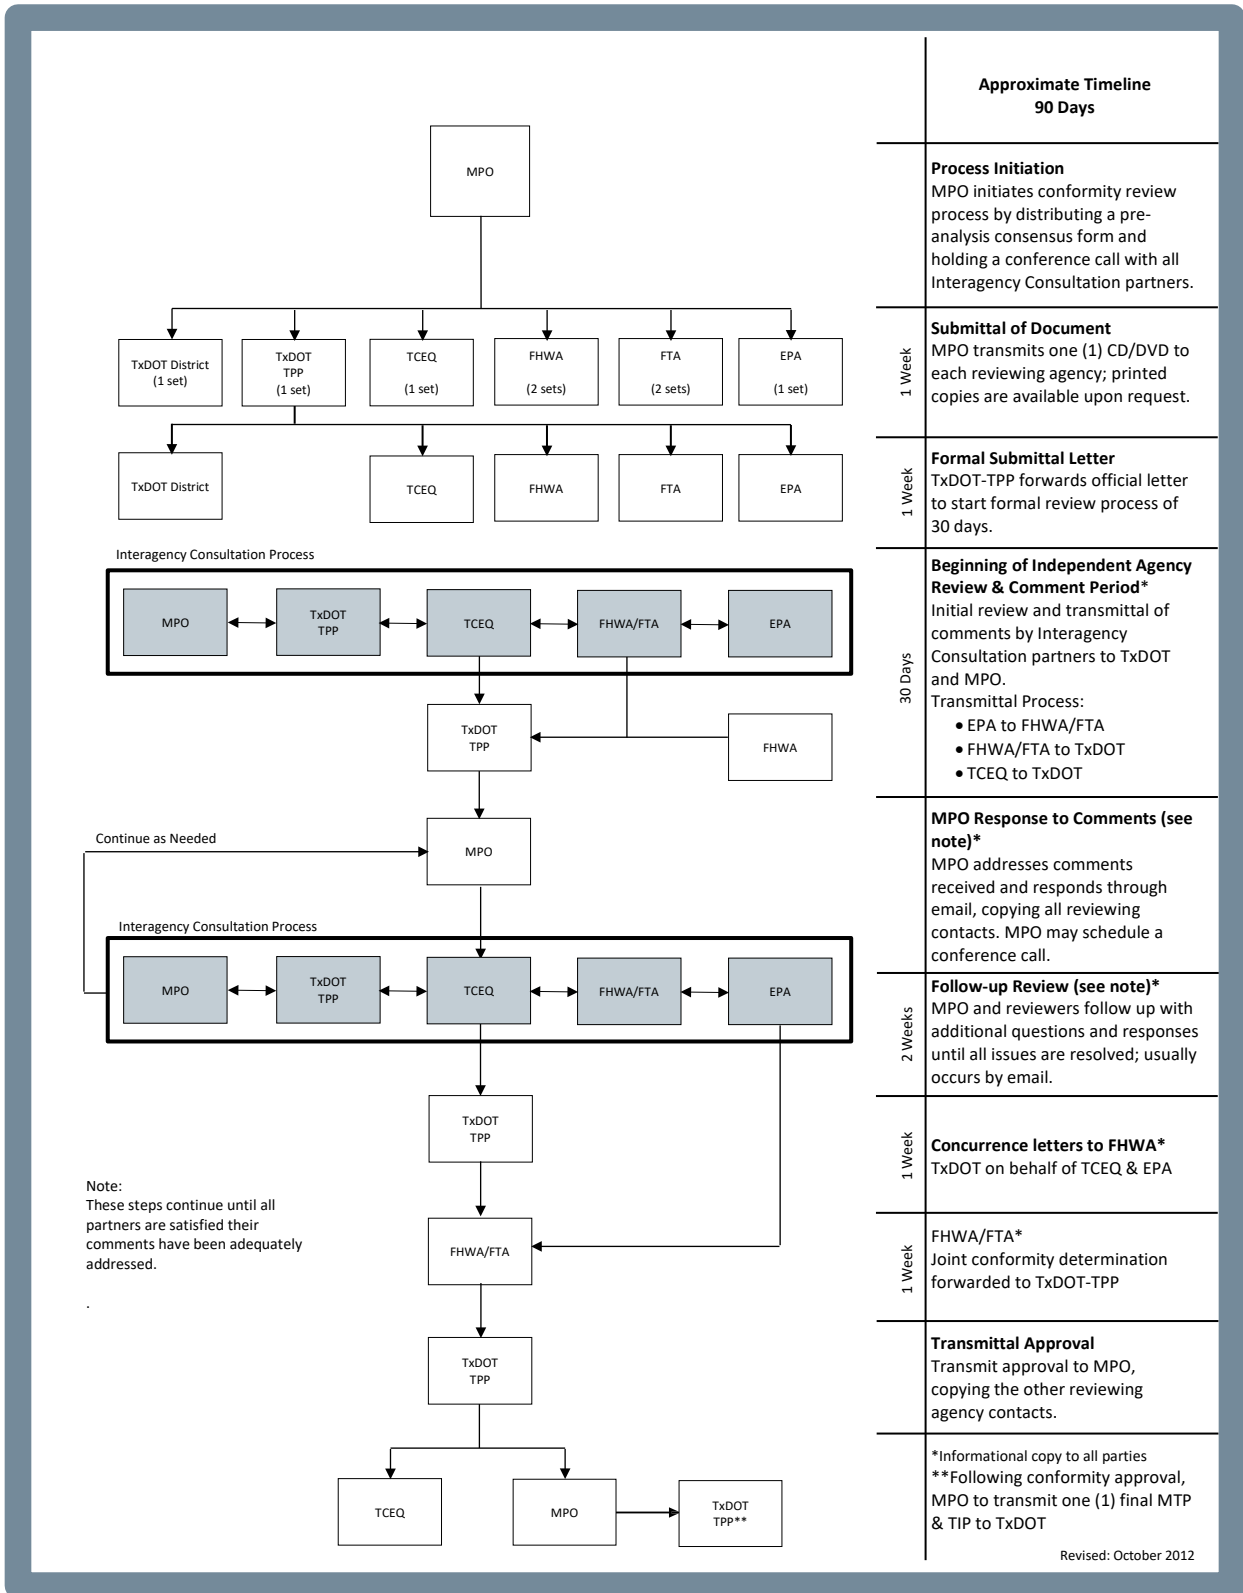 Approximate Timeline
90 Days
MPO
Process Initiation
MPO initiates conformity review
process by distributing a pre-
analysis consensus form and
holding a conference call with all
Interagency Consultation partners.
TxDOT District
(1 set)
TxDOT
TPP
(1 set)
TCEQ
(1 set)
FHWA
(2 sets)
FTA
(2 sets)
EPA
(1 set)
1 Week
Submittal of Document
MPO transmits one (1) CD/DVD to
each reviewing agency; printed
copies are available upon request.
TxDOT District
TCEQ
FHWA
FTA
EPA
1 Week
Formal Submittal Letter
TxDOT-TPP forwards official letter
to start formal review process of
30 days.
Interagency Consultation Process
MPO
TxDOT
TPP
TCEQ
FHWA/FTA
EPA
TxDOT
TPP
FHWA
30 Days
Beginning of Independent Agency
Review & Comment Period*
Initial review and transmittal of
comments by Interagency
Consultation partners to TxDOT
and MPO.
Transmittal Process:
• EPA to FHWA/FTA
• FHWA/FTA to TxDOT
• TCEQ to TxDOT
Continue as Needed
MPO
MPO Response to Comments (see
note)*
MPO addresses comments
received and responds through
email, copying all reviewing
contacts. MPO may schedule a
conference call.
Interagency Consultation Process
MPO
TxDOT
TPP
TCEQ
FHWA/FTA
EPA
2 Weeks
Follow-up Review (see note)*
MPO and reviewers follow up with
additional questions and responses
until all issues are resolved; usually
occurs by email.
TxDOT
TPP
1 Week
Concurrence letters to FHWA*
TxDOT on behalf of TCEQ & EPA
Note:
These steps continue until all
partners are satisfied their
comments have been adequately
addressed.
.
FHWA/FTA
1 Week
FHWA/FTA*
Joint conformity determination
forwarded to TxDOT-TPP
TxDOT
TPP
Transmittal Approval
Transmit approval to MPO,
copying the other reviewing
agency contacts.
TCEQ
MPO
TxDOT
TPP**
*Informational copy to all parties
**Following conformity approval,
MPO to transmit one (1) final MTP
& TIP to TxDOT
Revised: October 2012